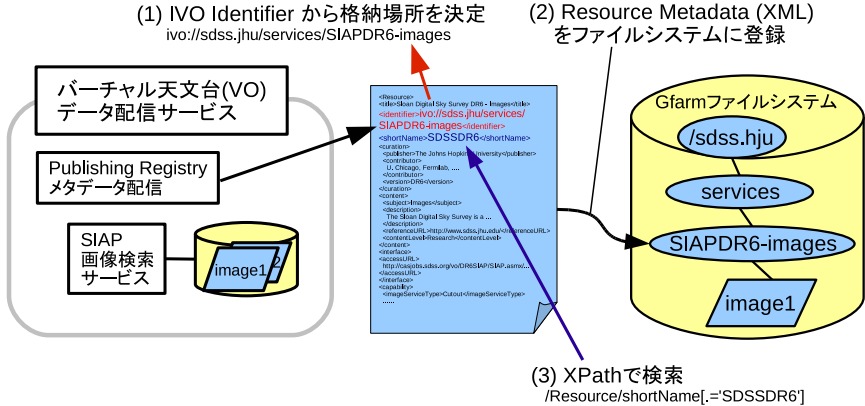 (1) IVO Identifier から格納場所を決定
ivo://sdss.jhu/services/SIAPDR6-images
(2) Resource Metadata (XML)
をファイルシステムに登録
バーチャル天文台(VO)
データ配信サービス
Publishing Registry
メタデータ配信
SIAP
画像検索
サービス
image1
2
<Resource>
<title>Sloan Digital Sky Survey DR6 - Images</title>
<identifier>ivo://sdss.jhu/services/
SIAPDR6-images</identifier>
<shortName>SDSSDR6</shortName>
<curation>
<publisher>The Johns Hopkins University</publisher>
<contributor>
U. Chicago, Fermilab, ....
</contributor>
<version>DR6</version>
</curation>
<content>
<subject>Images</subject>
<description>
The Sloan Digital Sky Survey is a ...
</description>
<referenceURL>http://www.sdss.jhu.edu/</referenceURL>
<contentLevel>Research</contentLevel>
</content>
<interface>
<accessURL>
http://casjobs.sdss.org/vo/DR6SIAP/SIAP.asmx/...
</accessURL>
</interface>
<capability>
<imageServiceType>Cutout</imageServiceType>
......
Gfarmファイルシステム
/sdss.hju
services
SIAPDR6-images
image1
(3) XPathで検索
/Resource/shortName[.='SDSSDR6']